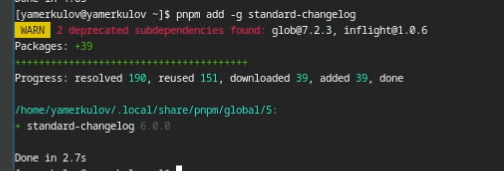 [yamerkulov@yamerkulov ~]$ pnpm add -g standard-changelog
WARN 2 deprecated subdependencies found: glob@7.2.3, inflight@1.0.6
Packages: +39
+++++++++++++++++++++++++++++++++++++++
Progress: resolved 190, reused 151, downloaded 39, added 39, done
/home/yamerkulov/.local/share/pnpm/global/5:
+ standard-changelog 6.0.0
Done in 2.7s